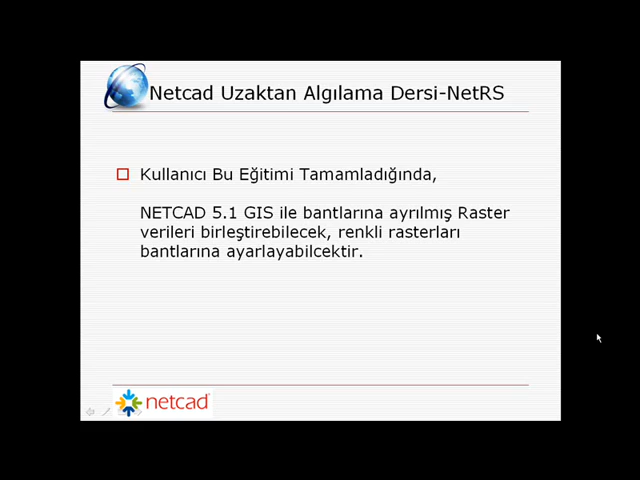 Netcad Uzaktan Algılama Dersi-NetRS
Kullanıcı Bu Eğitimi Tamamladığında,
NETCAD 5.1 GIS ile bantlarına ayrılmış Raster
verileri birleştirebilecek, renkli rasterları
bantlarına ayarlayabilcektir.
netcad